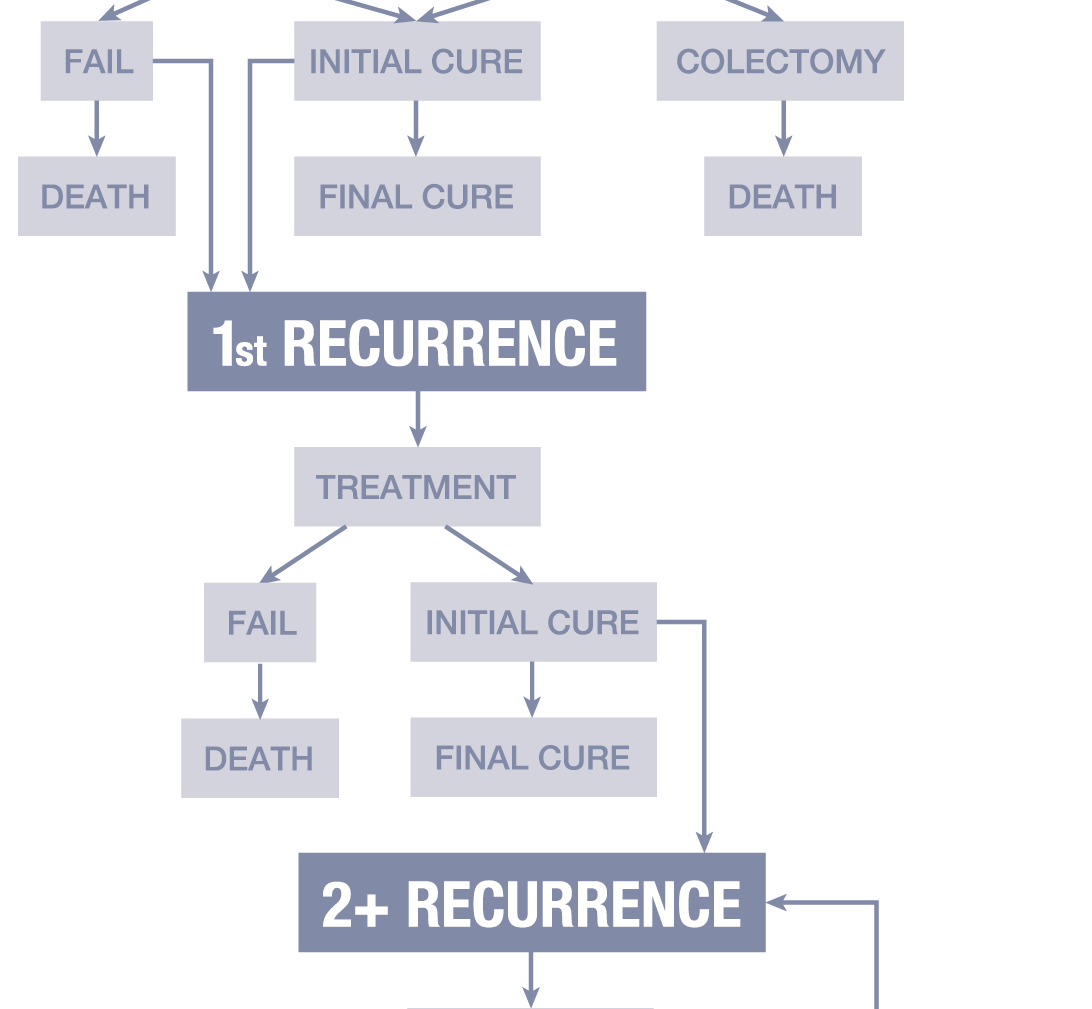 FAIL
INITIAL CURE
COLECTOMY
DEATH
FINAL CURE
DEATH
1st RECURRENCE
TREATMENT
FAIL
INITIAL CURE
DEATH
FINAL CURE
2+ RECURRENCE